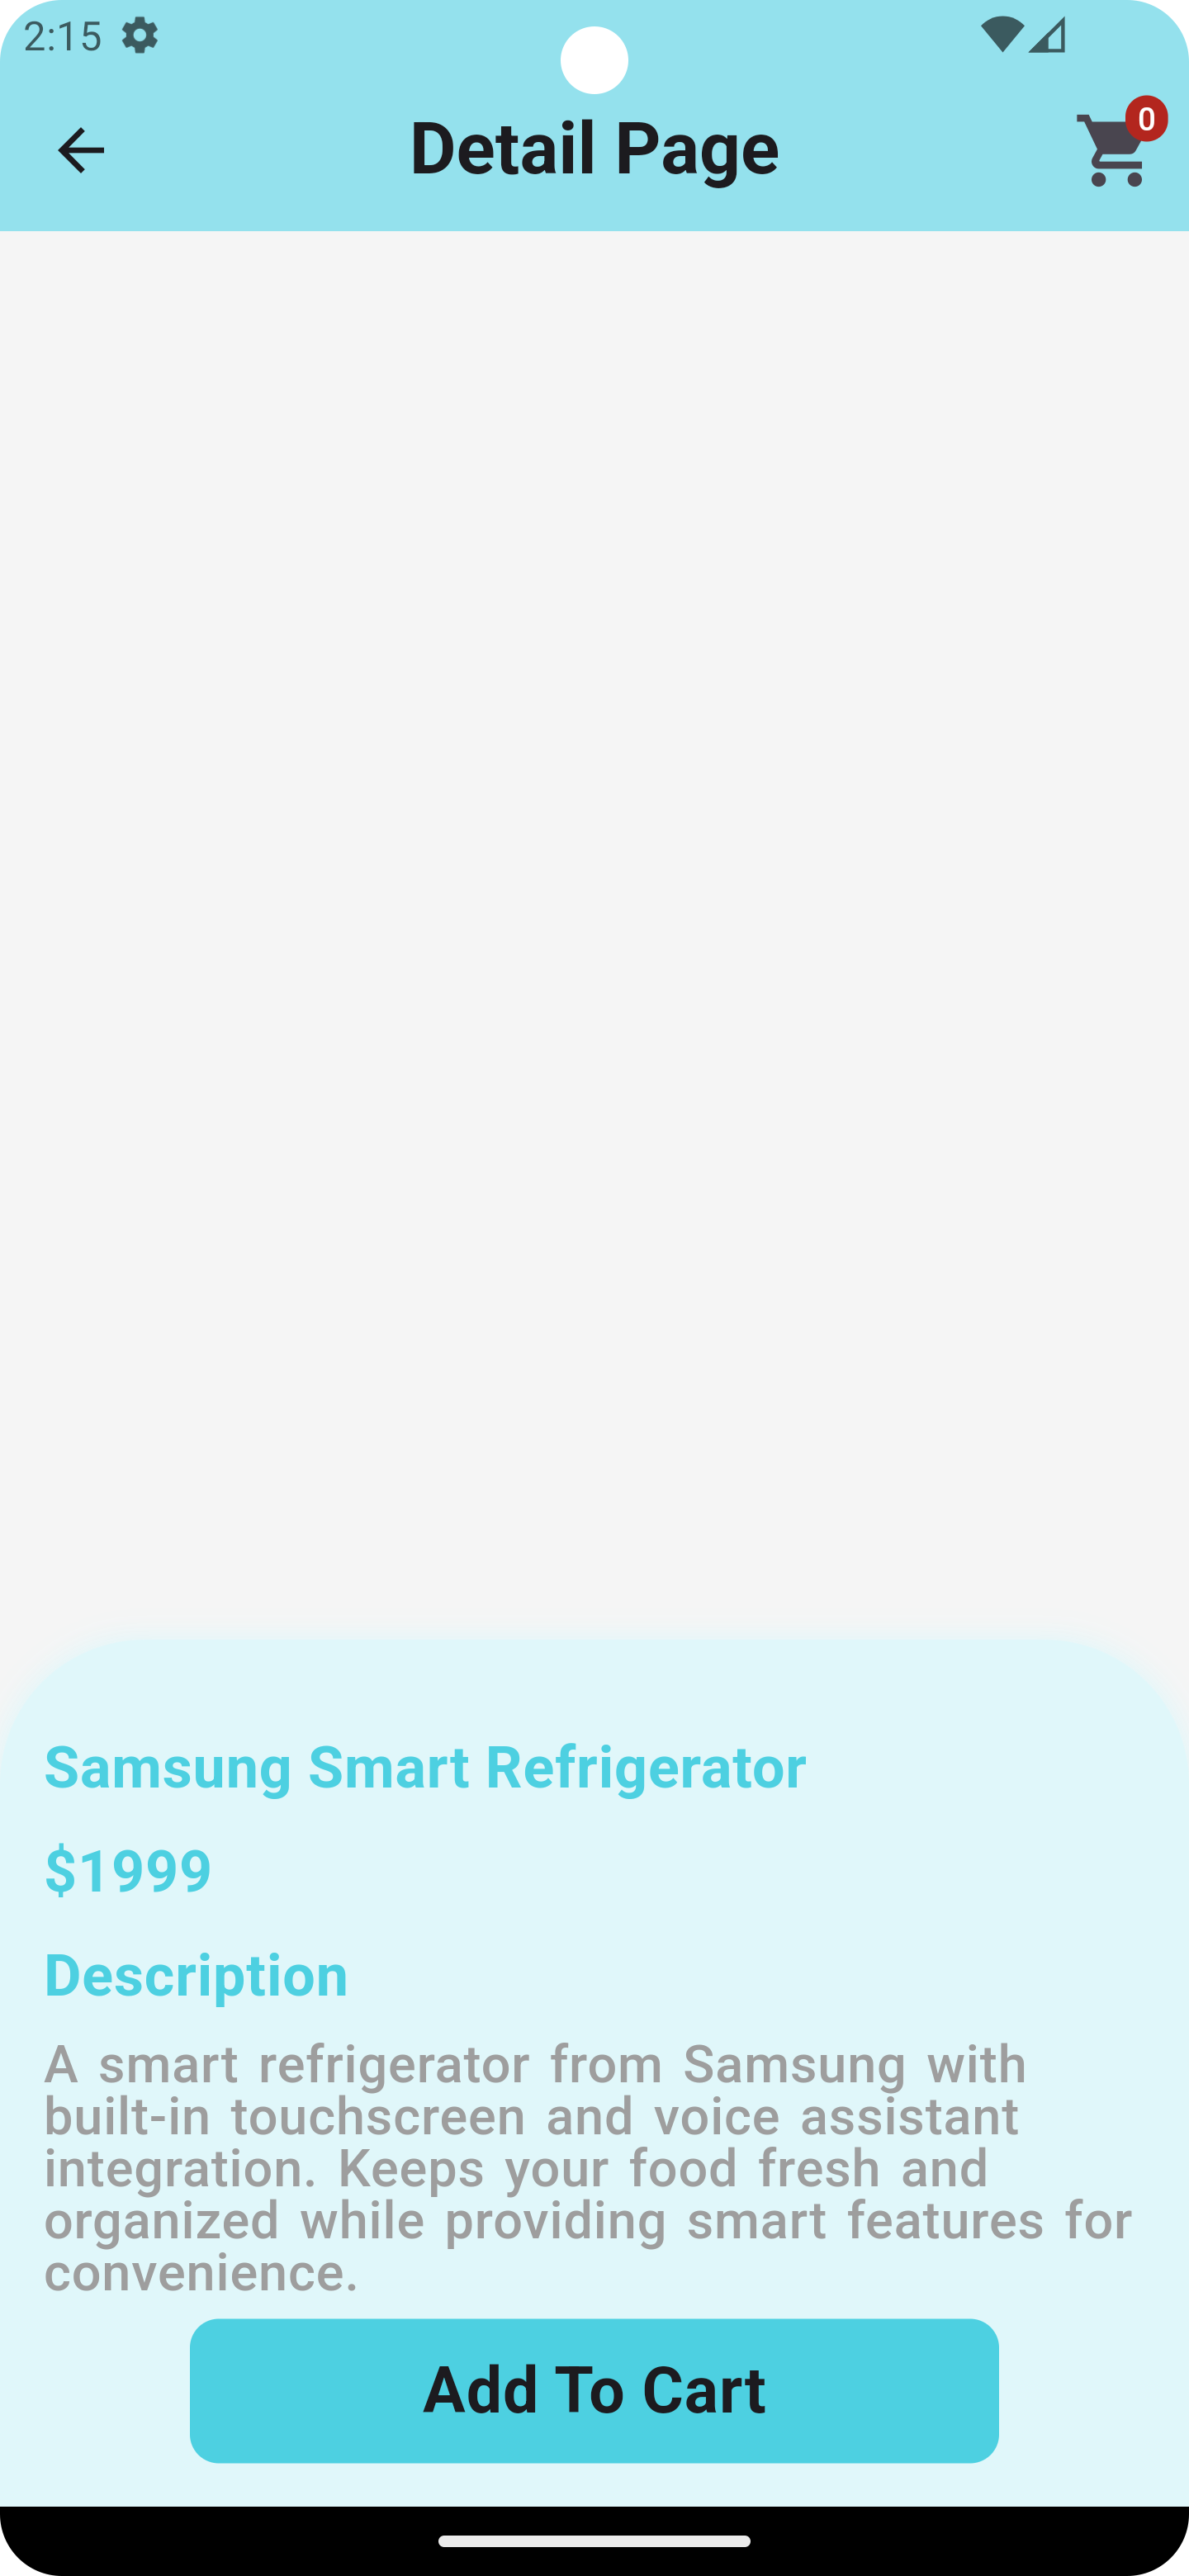 2:15
Detail Page
0
Samsung Smart Refrigerator
$1999
Description
A smart refrigerator from Samsung with
built-in touchscreen and voice assistant
integration. Keeps your food fresh and
organized while providing smart features for
convenience.
Add To Cart